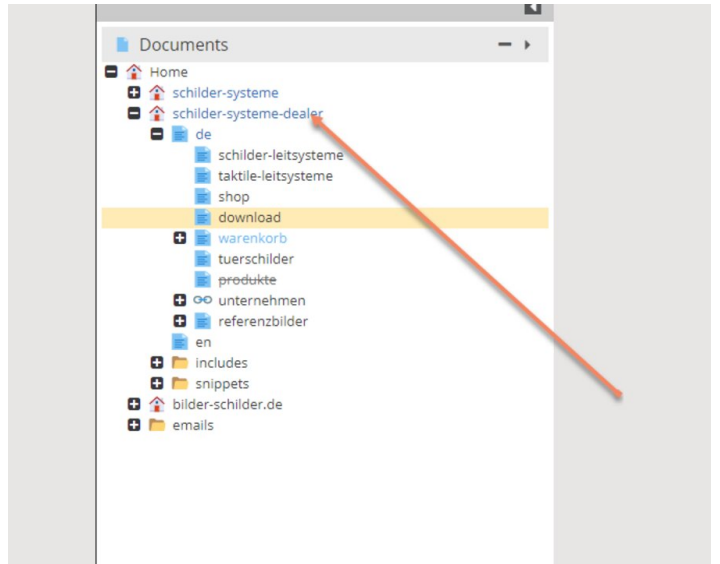 Documents
Home
schilder-systeme
schilder-systeme-dealer
de
schilder-leitsysteme
taktile-leitsysteme
shop
download
warenkorb
tuerschilder
produkte
unternehmen
referenzbilder
en
includes
snippets
bilder-schilder.de
emails